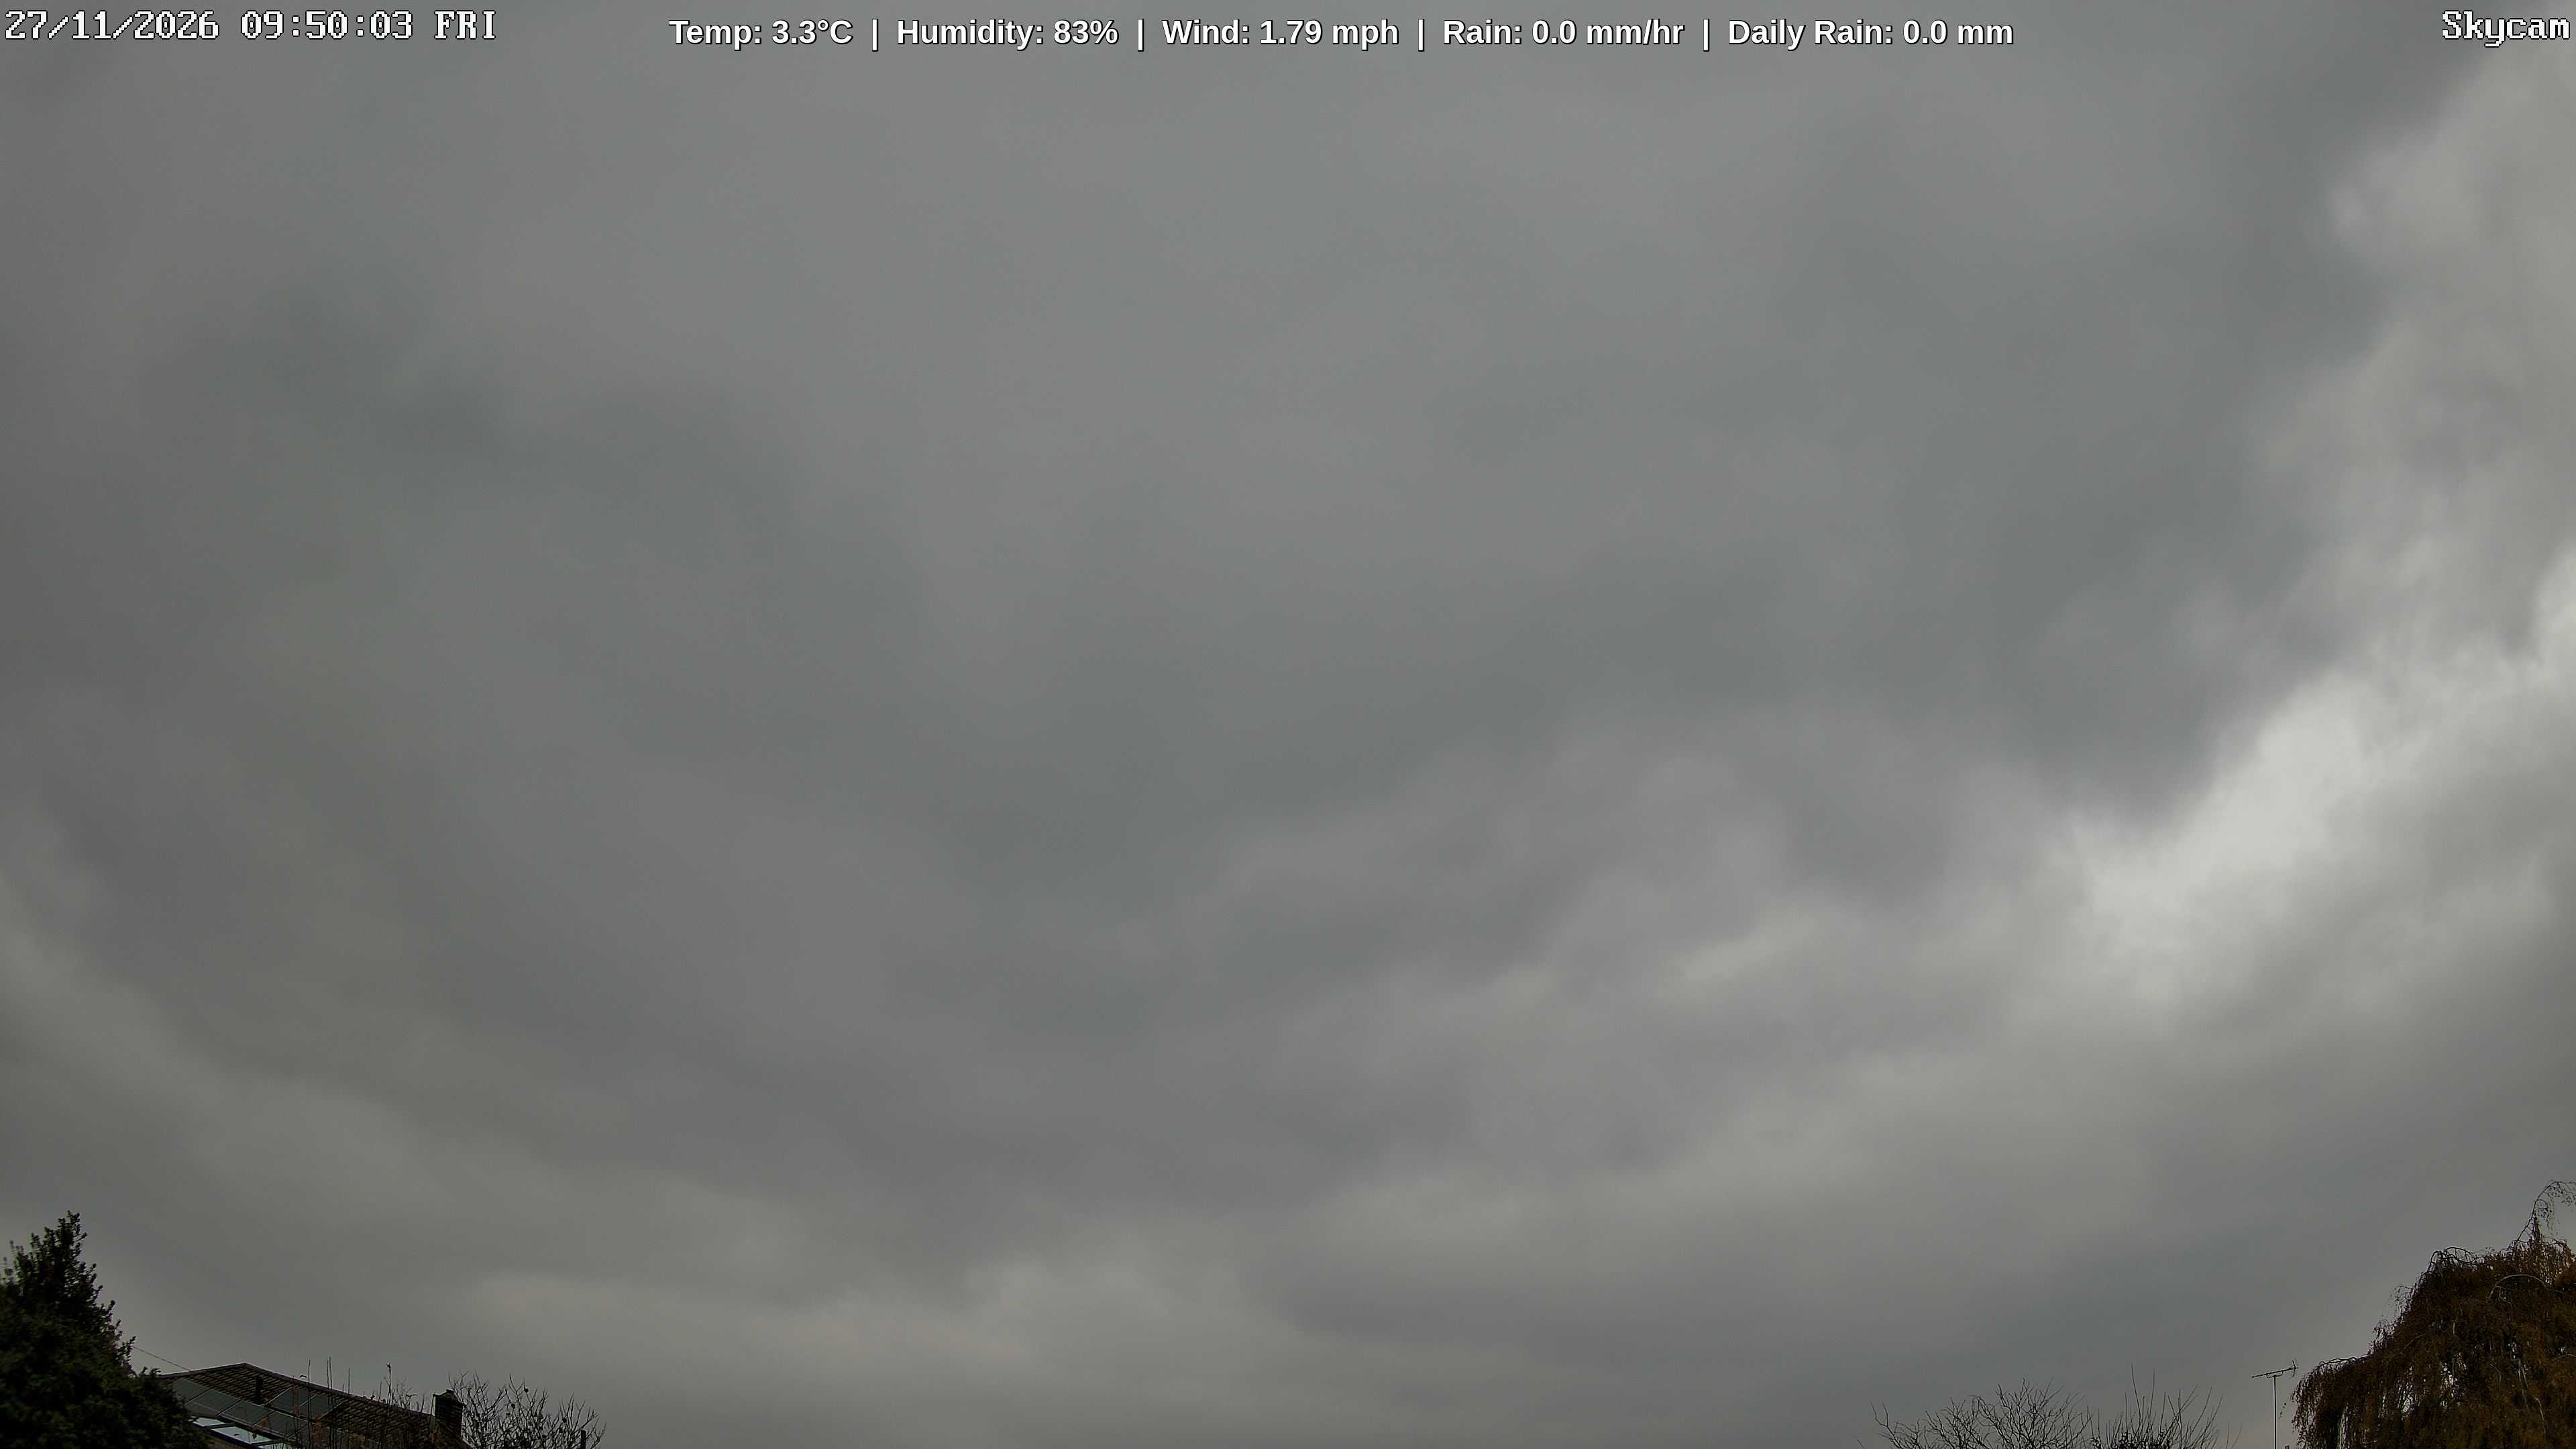 27/11/2026 09:50:03 FRI
Temp: 3.3°C | Humidity: 83% | Wind: 1.79 mph | Rain: 0.0 mm/hr | Daily Rain: 0.0 mm
Skycam